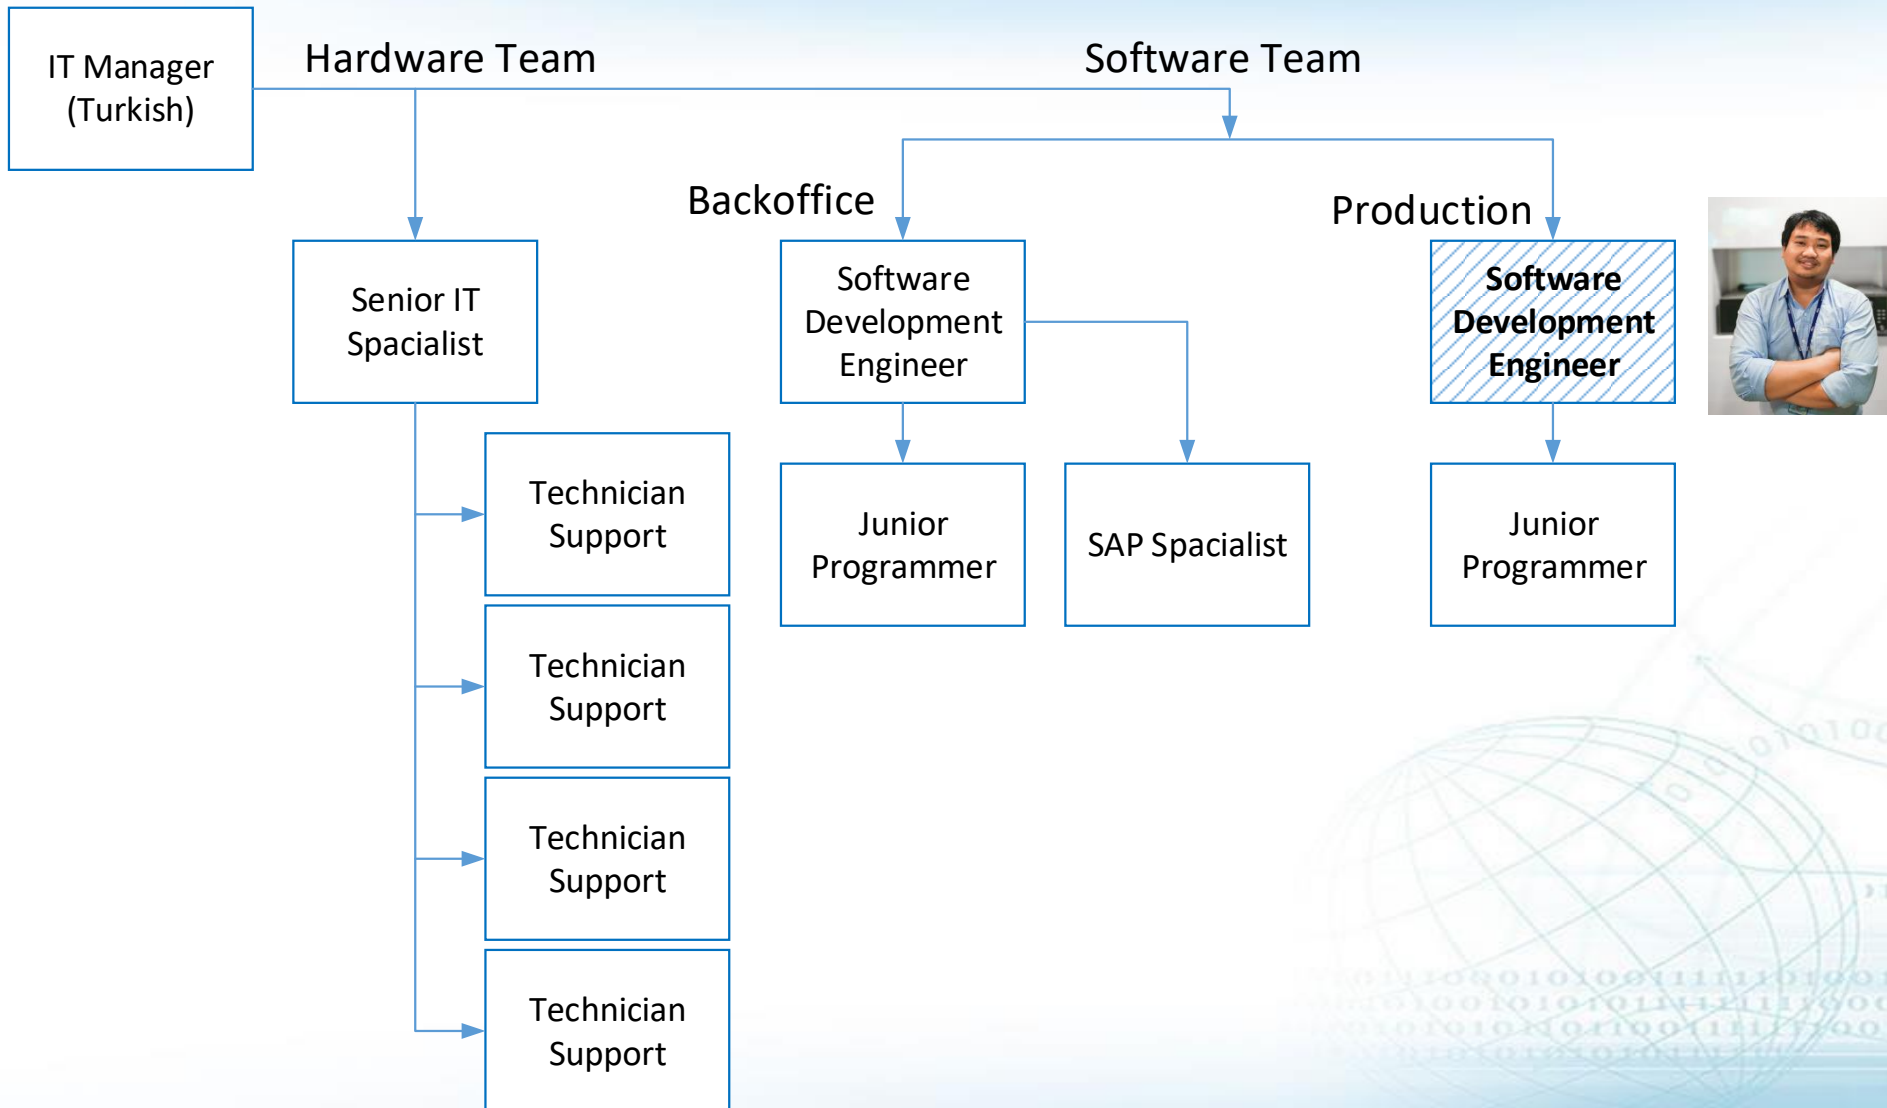 IT Manager
(Turkish)
Hardware Team
Software Team
Backoffice
Production
Senior IT
Spacialist
Software
Development
Engineer
Software
Development
Engineer
Technician
Support
Junior
Programmer
SAP Spacialist
Junior
Programmer
Technician
Support
Technician
Support
Technician
Support